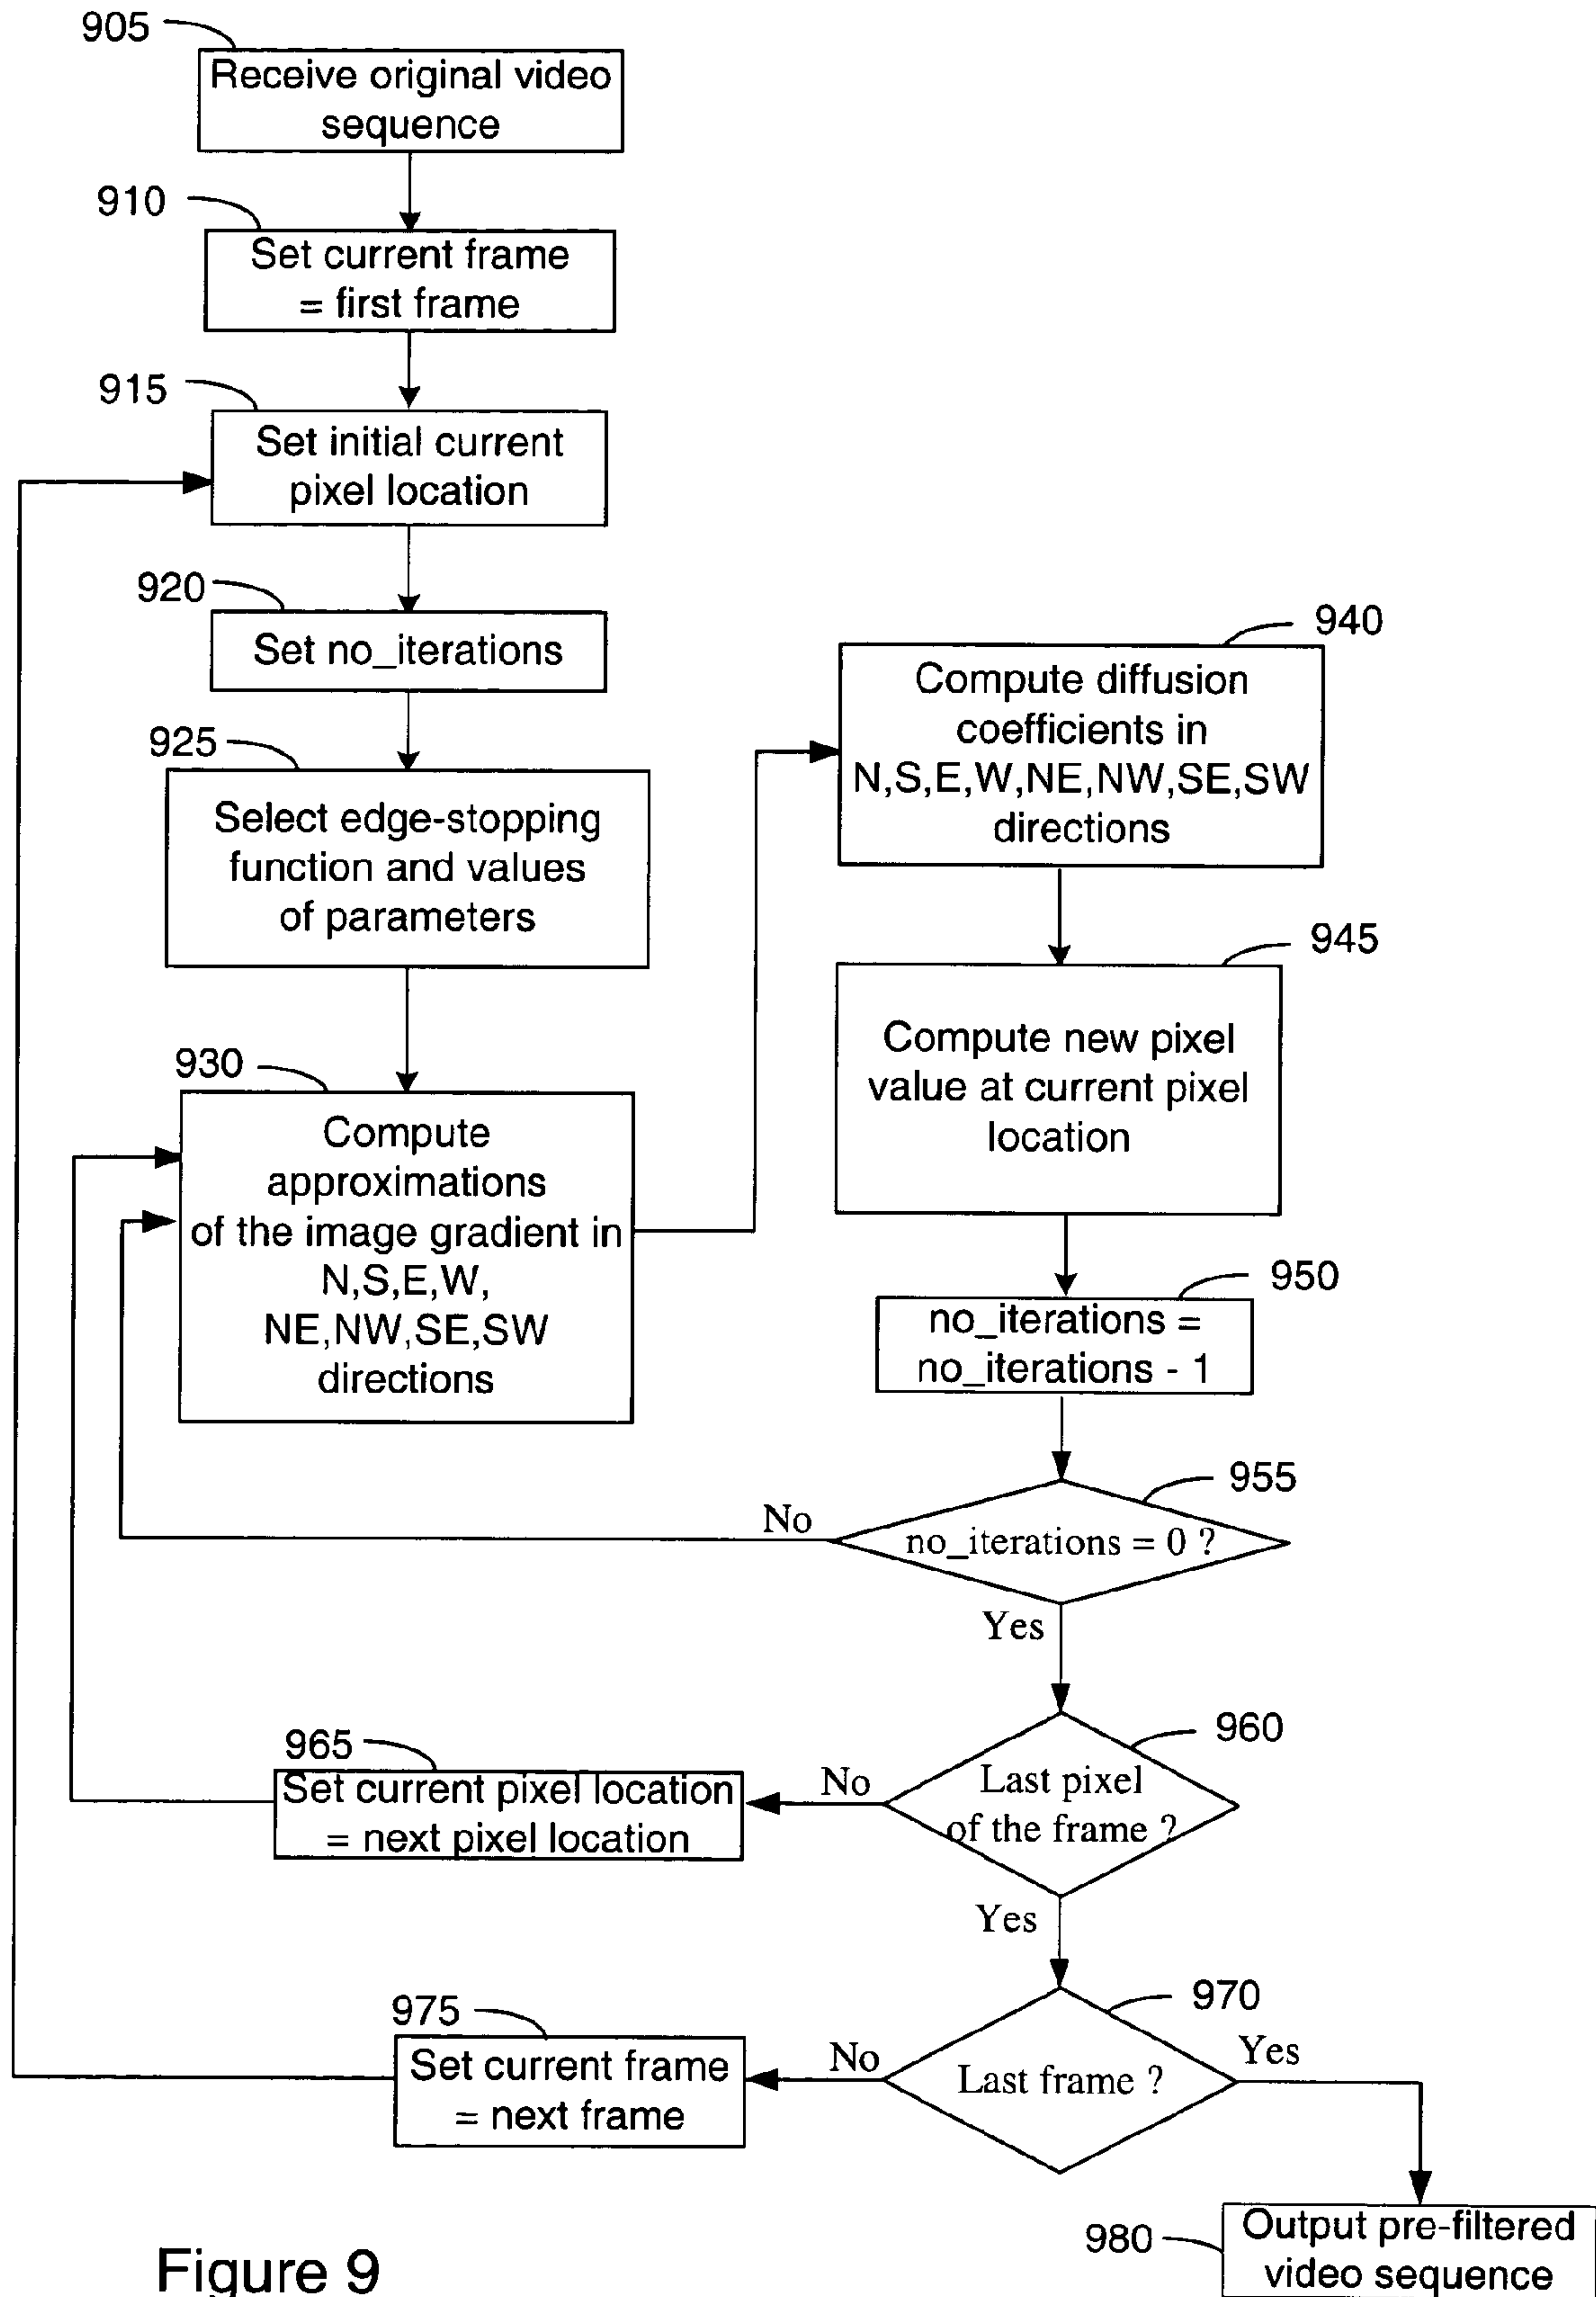 905
Receive original video
sequence
910
Set current frame
= first frame
915
Set initial current
pixel location
920
Set no_iterations
925
Select edge-stopping
function and values
of parameters
930
Compute
approximations
of the image gradient in
N,S,E,W,
NE,NW,SE,SW
directions
940
Compute diffusion
coefficients in
N,S,E,W,NE,NW,SE,SW
directions
945
Compute new pixel
value at current pixel
location
950
no_iterations =
no_iterations - 1
955
no_iterations = 0 ?
No
Yes
960
Last pixel
of the frame ?
No
965
Set current pixel location
= next pixel location
Yes
970
Last frame ?
No
975
Set current frame
= next frame
Yes
980
Output pre-filtered
video sequence
Figure 9